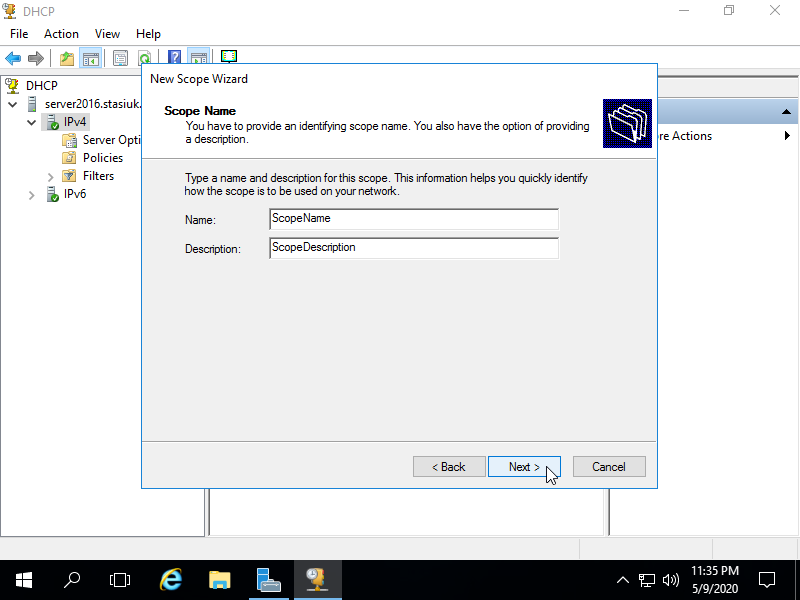 DHCP
File Action View Help
DHCP
server2016.stasiuk.
IPv4
Server Opti
Policies
Filters
IPv6
New Scope Wizard
Scope Name
You have to provide an identifying scope name. You also have the option of providing
a description.
Type a name and description for this scope. This information helps you quickly identify
how the scope is to be used on your network.
Name: ScopeName
Description: ScopeDescription
< Back Next > Cancel
re Actions
11:35 PM
5/9/2020